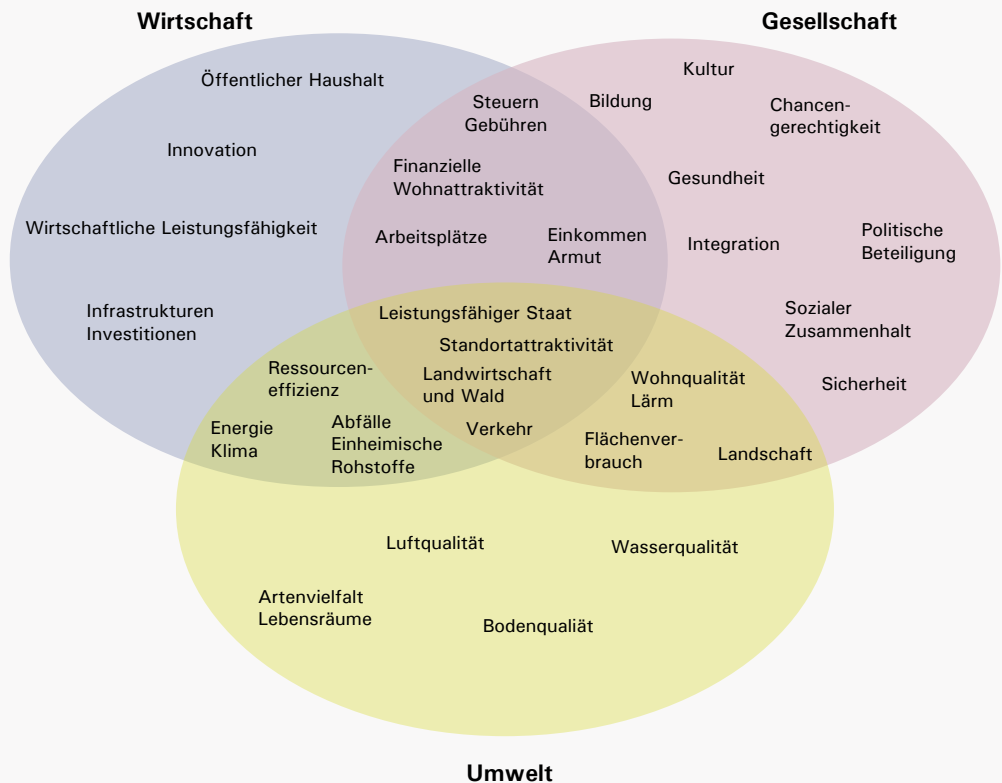 Wirtschaft
Gesellschaft
Öffentlicher Haushalt
Steuern
Gebühren
Bildung
Kultur
Chancen-
gerechtigkeit
Innovation
Finanzielle
Wohnattraktivität
Gesundheit
Wirtschaftliche Leistungsfähigkeit
Arbeitsplätze
Einkommen
Armut
Integration
Politische
Beteiligung
Infrastrukturen
Investitionen
Leistungsfähiger Staat
Standortattraktivität
Sozialer
Zusammenhalt
Ressourcen-
effizienz
Landwirtschaft
und Wald
Wohnqualität
Lärm
Sicherheit
Energie
Klima
Abfälle
Einheimische
Rohstoffe
Verkehr
Flächenver-
brauch
Landschaft
Luftqualität
Wasserqualität
Artenvielfalt
Lebensräume
Bodenqualiät
Umwelt